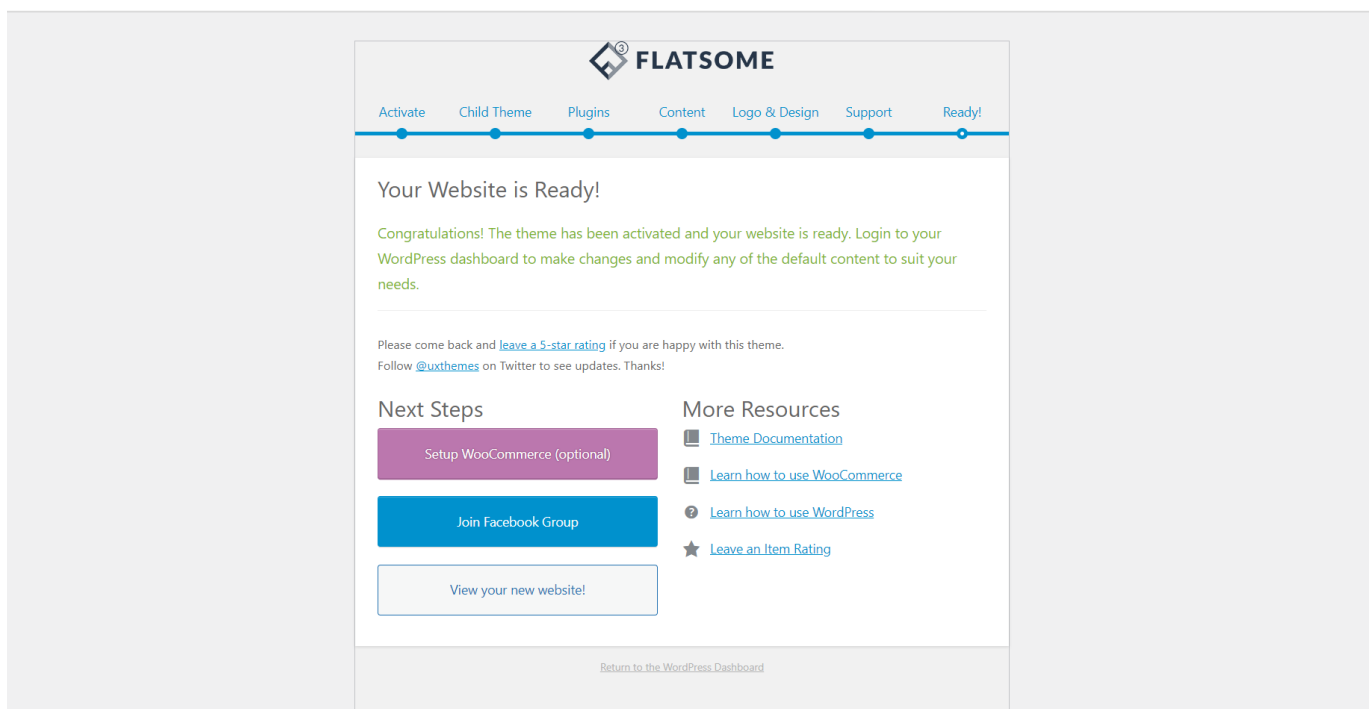 3
FLATSOME
Activate Child Theme Plugins Content Logo & Design Support Ready!
Your Website is Ready!
Congratulations! The theme has been activated and your website is ready. Login to your
WordPress dashboard to make changes and modify any of the default content to suit your
needs.
Please come back and leave a 5-star rating if you are happy with this theme.
Follow @uxthemes on Twitter to see updates. Thanks!
Next Steps
Setup WooCommerce (optional)
Join Facebook Group
View your new website!
More Resources
Theme Documentation
Learn how to use WooCommerce
Learn how to use WordPress
Leave an Item Rating
Return to the WordPress Dashboard